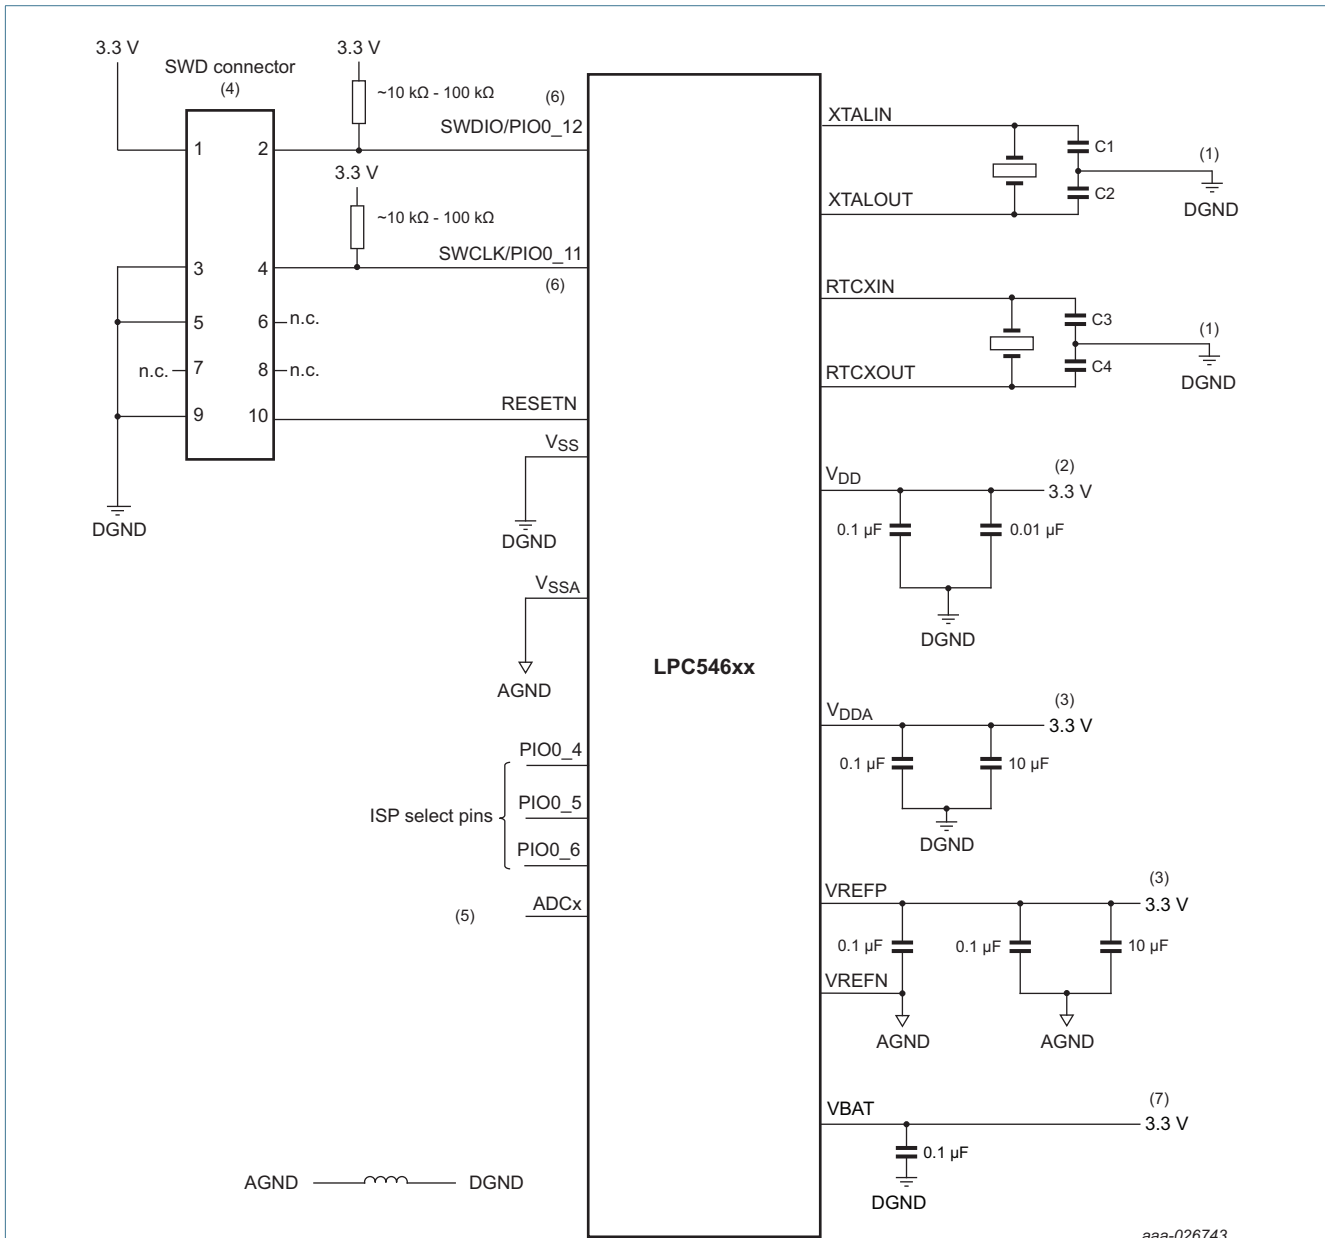 3.3 V
SWD connector
(4)
3.3 V
~10 kΩ - 100 kΩ
(6)
SWDIO/PIO0_12
1
2
3.3 V
~10 kΩ - 100 kΩ
SWCLK/PIO0_11
(6)
3
4
5
6
n.c.
n.c.
7
8
n.c.
9
10
RESETN
DGND
VSS
DGND
VSSA
AGND
ISP select pins
PIO0_4
PIO0_5
PIO0_6
(5)
ADCx
AGND
DGND
LPC546xx
XTALIN
C1
(1)
C2
DGND
XTALOUT
RTCXIN
C3
(1)
C4
DGND
RTCXOUT
VDD
(2)
3.3 V
0.1 µF
0.01 µF
DGND
VDDA
(3)
3.3 V
0.1 µF
10 µF
DGND
VREFP
(3)
3.3 V
0.1 µF
0.1 µF
10 µF
VREFN
AGND
AGND
VBAT
(7)
3.3 V
0.1 µF
DGND
aaa-026743